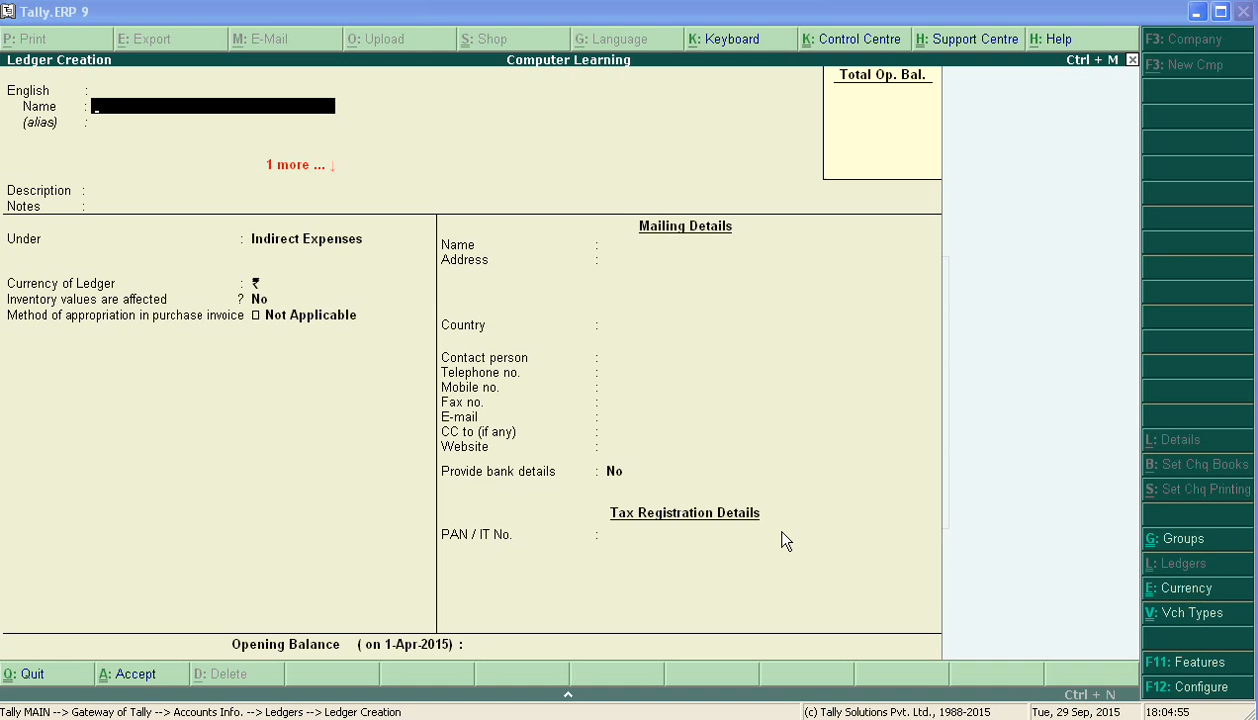 Tally.ERP 9
P: Print E: Export M: E-Mail O: Upload S: Shop G: Language K: Keyboard K: Control Centre H: Support Centre H: Help
F3: Company
Ledger Creation Computer Learning Ctrl + M
F3: New Cmp
Total Op. Bal.
English :
Name :
(alias) :
1 more ... ↓
Description :
Notes :
Under : Indirect Expenses
Currency of Ledger : ₹
Inventory values are affected ? No
Method of appropriation in purchase invoice □ Not Applicable
Mailing Details
Name :
Address :
Country :
Contact person :
Telephone no. :
Mobile no. :
Fax no. :
E-mail :
CC to (if any) :
Website :
Provide bank details : No
Tax Registration Details
PAN / IT No. :
Opening Balance ( on 1-Apr-2015) :
L: Details
B: Set Chq Books
S: Set Chq Printing
G: Groups
L: Ledgers
E: Currency
V: Vch Types
F11: Features
F12: Configure
Q: Quit A: Accept D: Delete
Ctrl + N
Tally MAIN --> Gateway of Tally --> Accounts Info. --> Ledgers --> Ledger Creation (c) Tally Solutions Pvt. Ltd., 1988-2015 Tue, 29 Sep, 2015 18:04:55